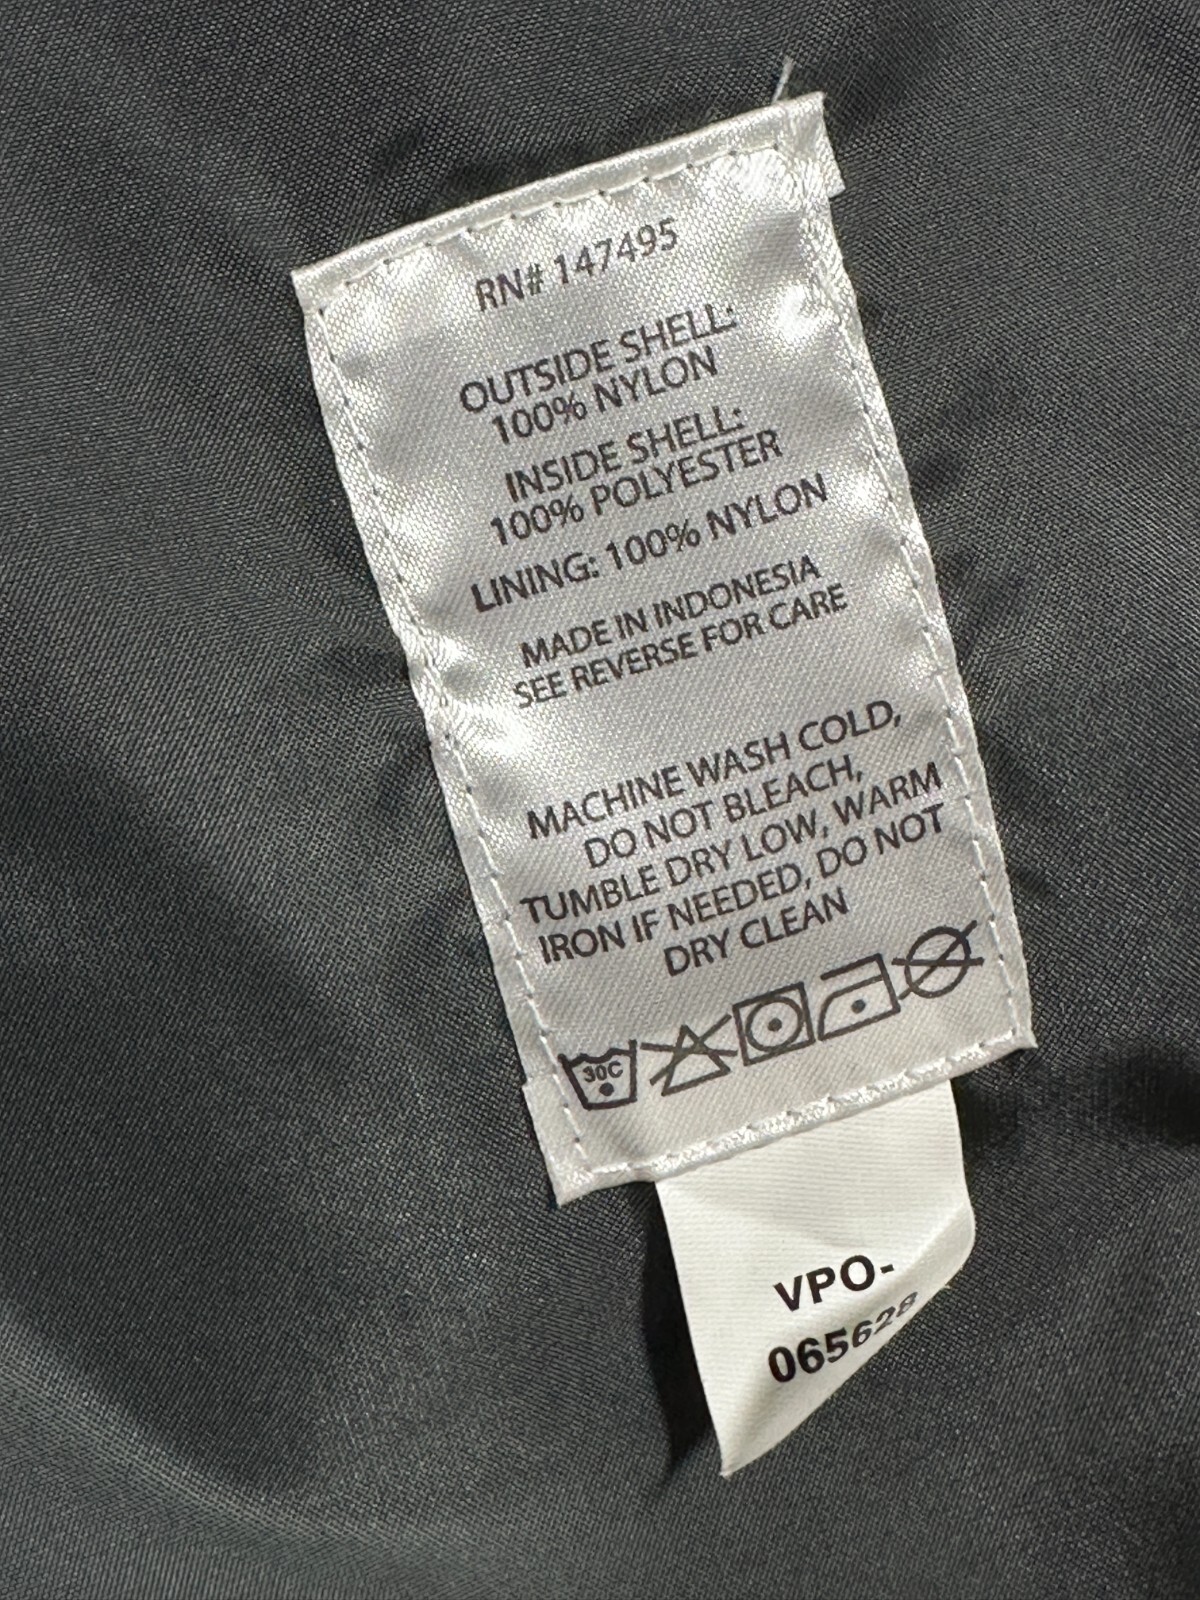 RN# 147495
OUTSIDE SHELL:
100% NYLON
INSIDE SHELL:
100% POLYESTER
LINING: 100% NYLON
MADE IN INDONESIA
SEE REVERSE FOR CARE
MACHINE WASH COLD,
DO NOT BLEACH,
TUMBLE DRY LOW, WARM
IRON IF NEEDED, DO NOT
DRY CLEAN
30C
VPO-
065628